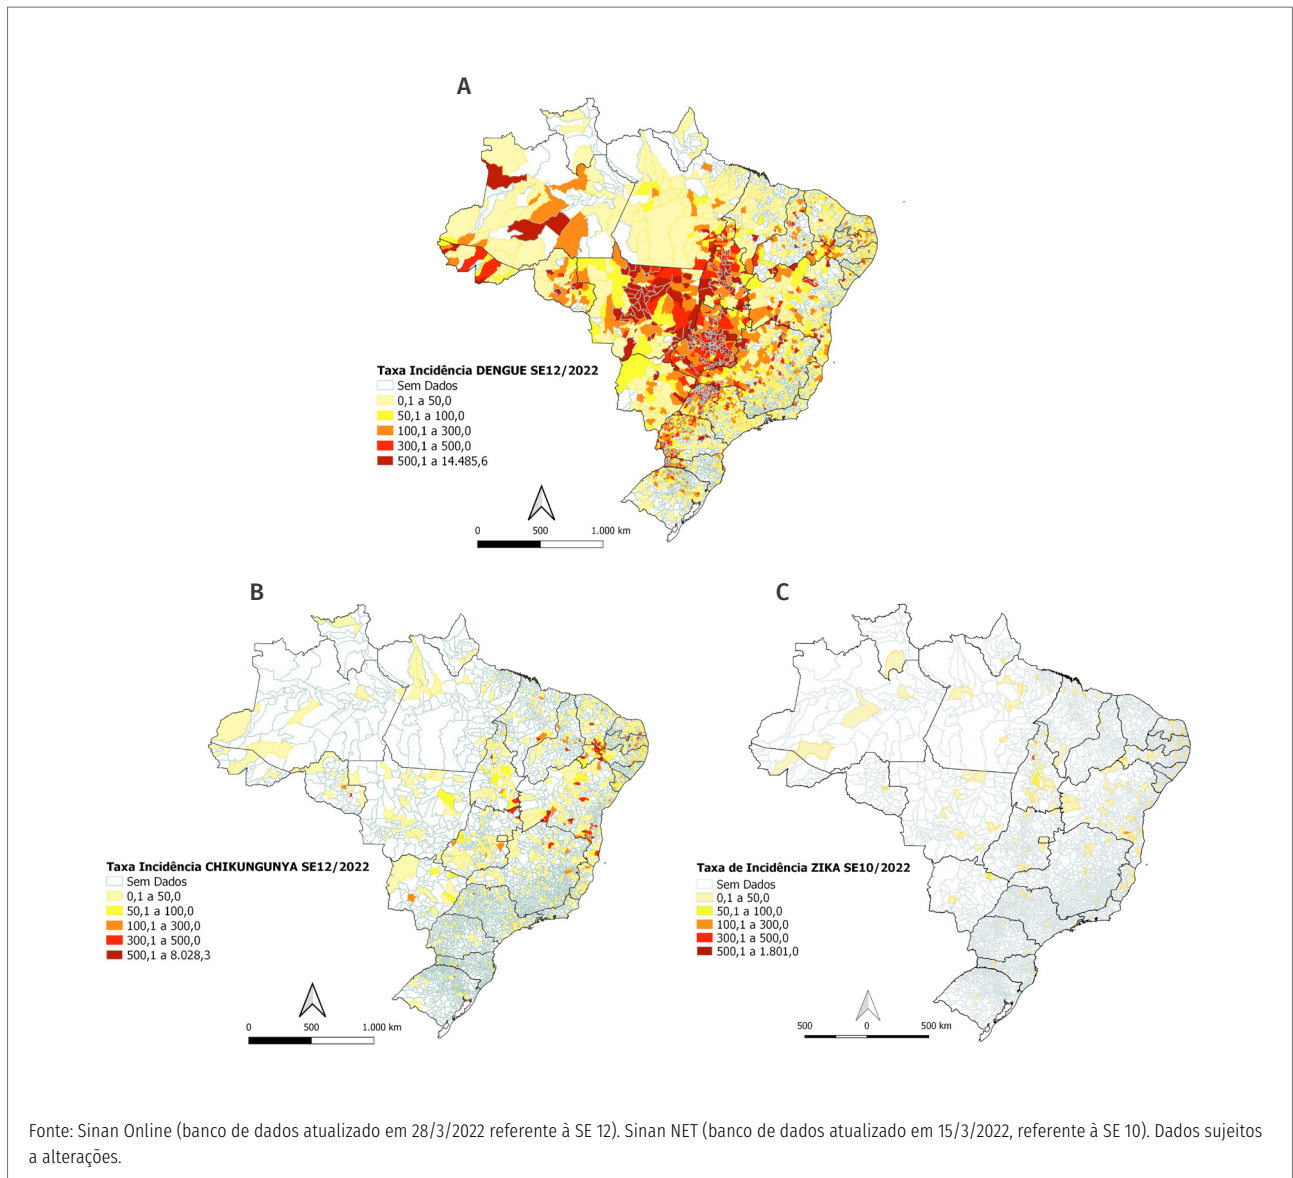 A
Taxa Incidência DENGUE SE12/2022
Sem Dados
0,1 a 50,0
50,1 a 100,0
100,1 a 300,0
300,1 a 500,0
500,1 a 14.485,6
0 500 1.000 km
B
Taxa Incidência CHIKUNGUNYA SE12/2022
Sem Dados
0,1 a 50,0
50,1 a 100,0
100,1 a 300,0
300,1 a 500,0
500,1 a 8.028,3
0 500 1.000 km
C
Taxa de Incidência ZIKA SE10/2022
Sem Dados
0,1 a 50,0
50,1 a 100,0
100,1 a 300,0
300,1 a 500,0
500,1 a 1.801,0
500 0 500 km
Fonte: Sinan Online (banco de dados atualizado em 28/3/2022 referente à SE 12). Sinan NET (banco de dados atualizado em 15/3/2022, referente à SE 10). Dados sujeitos
a alterações.